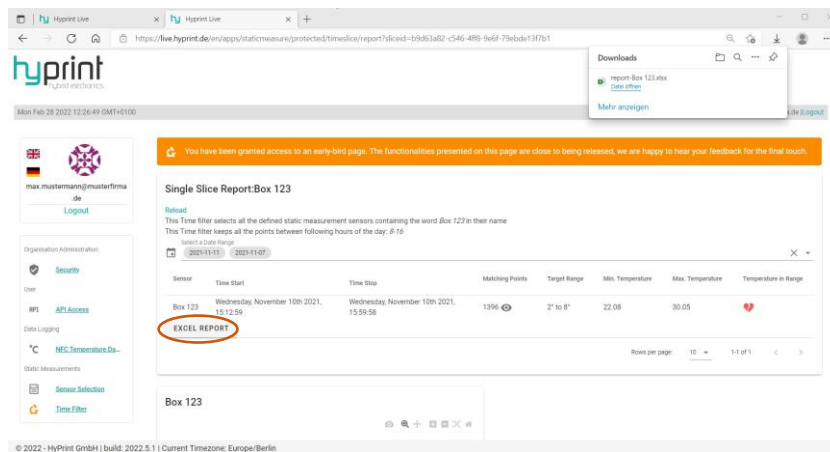 Hyprint Live
Hyprint Live
https://live.hyprint.de/en/apps/staticmeasure/protected/timeslice/report?sliceid=b9d63a82-c546-4ff8-9e6f-79ebde13f7b1
Downloads
report-Box 123.xlsx
Datei öffnen
Mehr anzeigen
hyprint
hybrid electronics
Mon Feb 28 2022 12:26:49 GMT+0100
.de |Logout
You have been granted access to an early-bird page. The functionalities presented on this page are close to being released, we are happy to hear your feedback for the final touch.
max.mustermann@musterfirma
.de
Logout
Organisation Administration
Security
User
RPI API Access
Data Logging
°C NFC Temperature Da...
Static Measurements
Sensor Selection
Time Filter
Single Slice Report:Box 123
Reload
This Time filter selects all the defined static measurement sensors containing the word Box 123 in their name
This Time filter keeps all the points between following hours of the day: 8-16
Select a Date Range
2021-11-11 2021-11-07
Sensor Time Start Time Stop Matching Points Target Range Min. Temperature Max. Temperature Temperature in Range
Box 123 Wednesday, November 10th 2021, 15:12:59 Wednesday, November 10th 2021, 15:59:58 1396 2° to 8° 22.08 30.05
EXCEL REPORT
Rows per page: 10 1-1 of 1
Box 123
© 2022 - HyPrint GmbH | build: 2022.5.1 | Current Timezone: Europe/Berlin